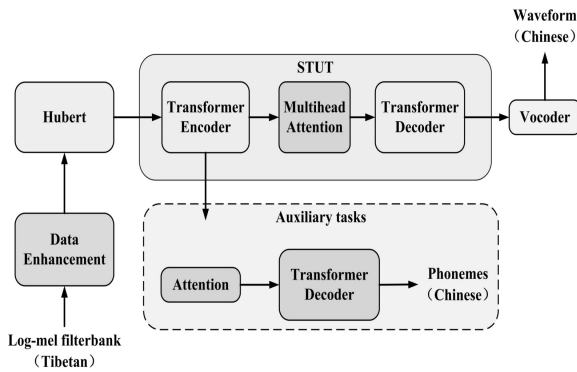 Waveform
（Chinese）
STUT
Hubert
Transformer
Encoder
Multihead
Attention
Transformer
Decoder
Vocoder
Auxiliary tasks
Data
Enhancement
Attention
Transformer
Decoder
Phonemes
（Chinese）
Log-mel filterbank
（Tibetan）